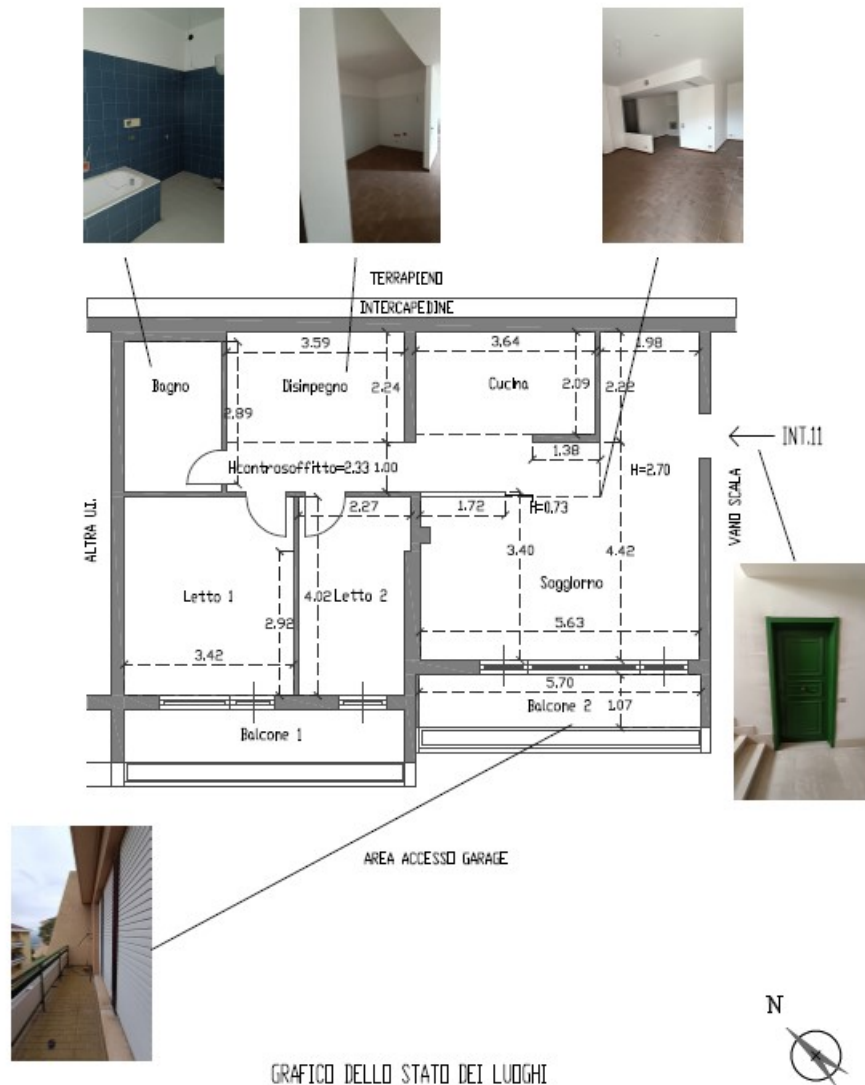 TERRAPIENO
INTERCAPEDINE
3.59
3.64
1.98
Bagno
Disimpegno
2.24
Cucina
2.09
2.22
2.89
INT.11
Hcontrosoffitto=2.33
1.00
1.38
H=2.70
VANO SCALA
ALTRA U.I.
2.27
1.72
H=0.73
3.40
4.42
Letto 1
4.02
Letto 2
Soggiorno
2.92
5.63
3.42
5.70
Balcone 2
1.07
Balcone 1
AREA ACCESSO GARAGE
N
GRAFICO DELLO STATO DEI LUOGHI